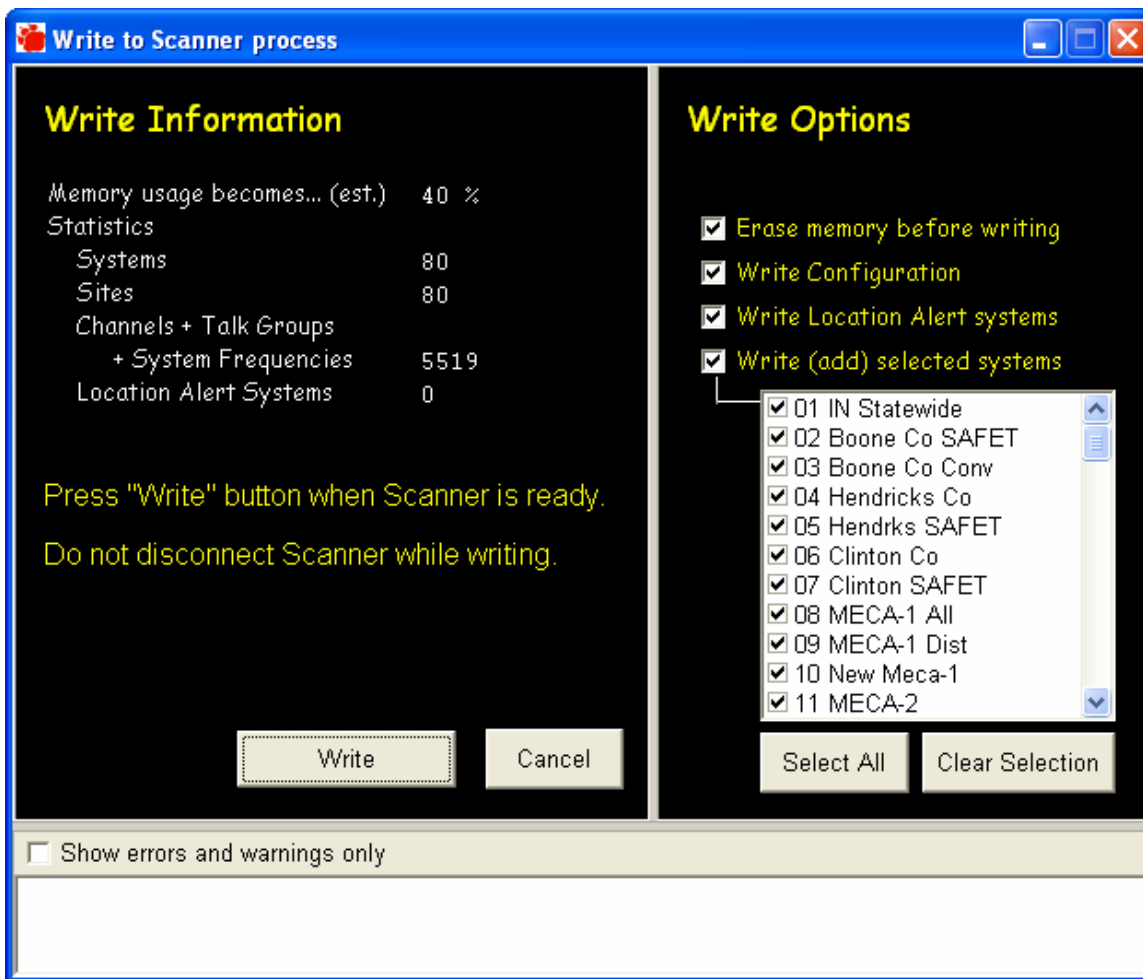 Write to Scanner process
Write Information
Memory usage becomes... (est.) 40 %
Statistics
Systems 80
Sites 80
Channels + Talk Groups
+ System Frequencies 5519
Location Alert Systems 0
Press "Write" button when Scanner is ready.
Do not disconnect Scanner while writing.
Write Cancel
Write Options
Erase memory before writing
Write Configuration
Write Location Alert systems
Write (add) selected systems
01 IN Statewide
02 Boone Co SAFET
03 Boone Co Conv
04 Hendricks Co
05 Hendrks SAFET
06 Clinton Co
07 Clinton SAFET
08 MECA-1 All
09 MECA-1 Dist
10 New Meca-1
11 MECA-2
Select All Clear Selection
Show errors and warnings only